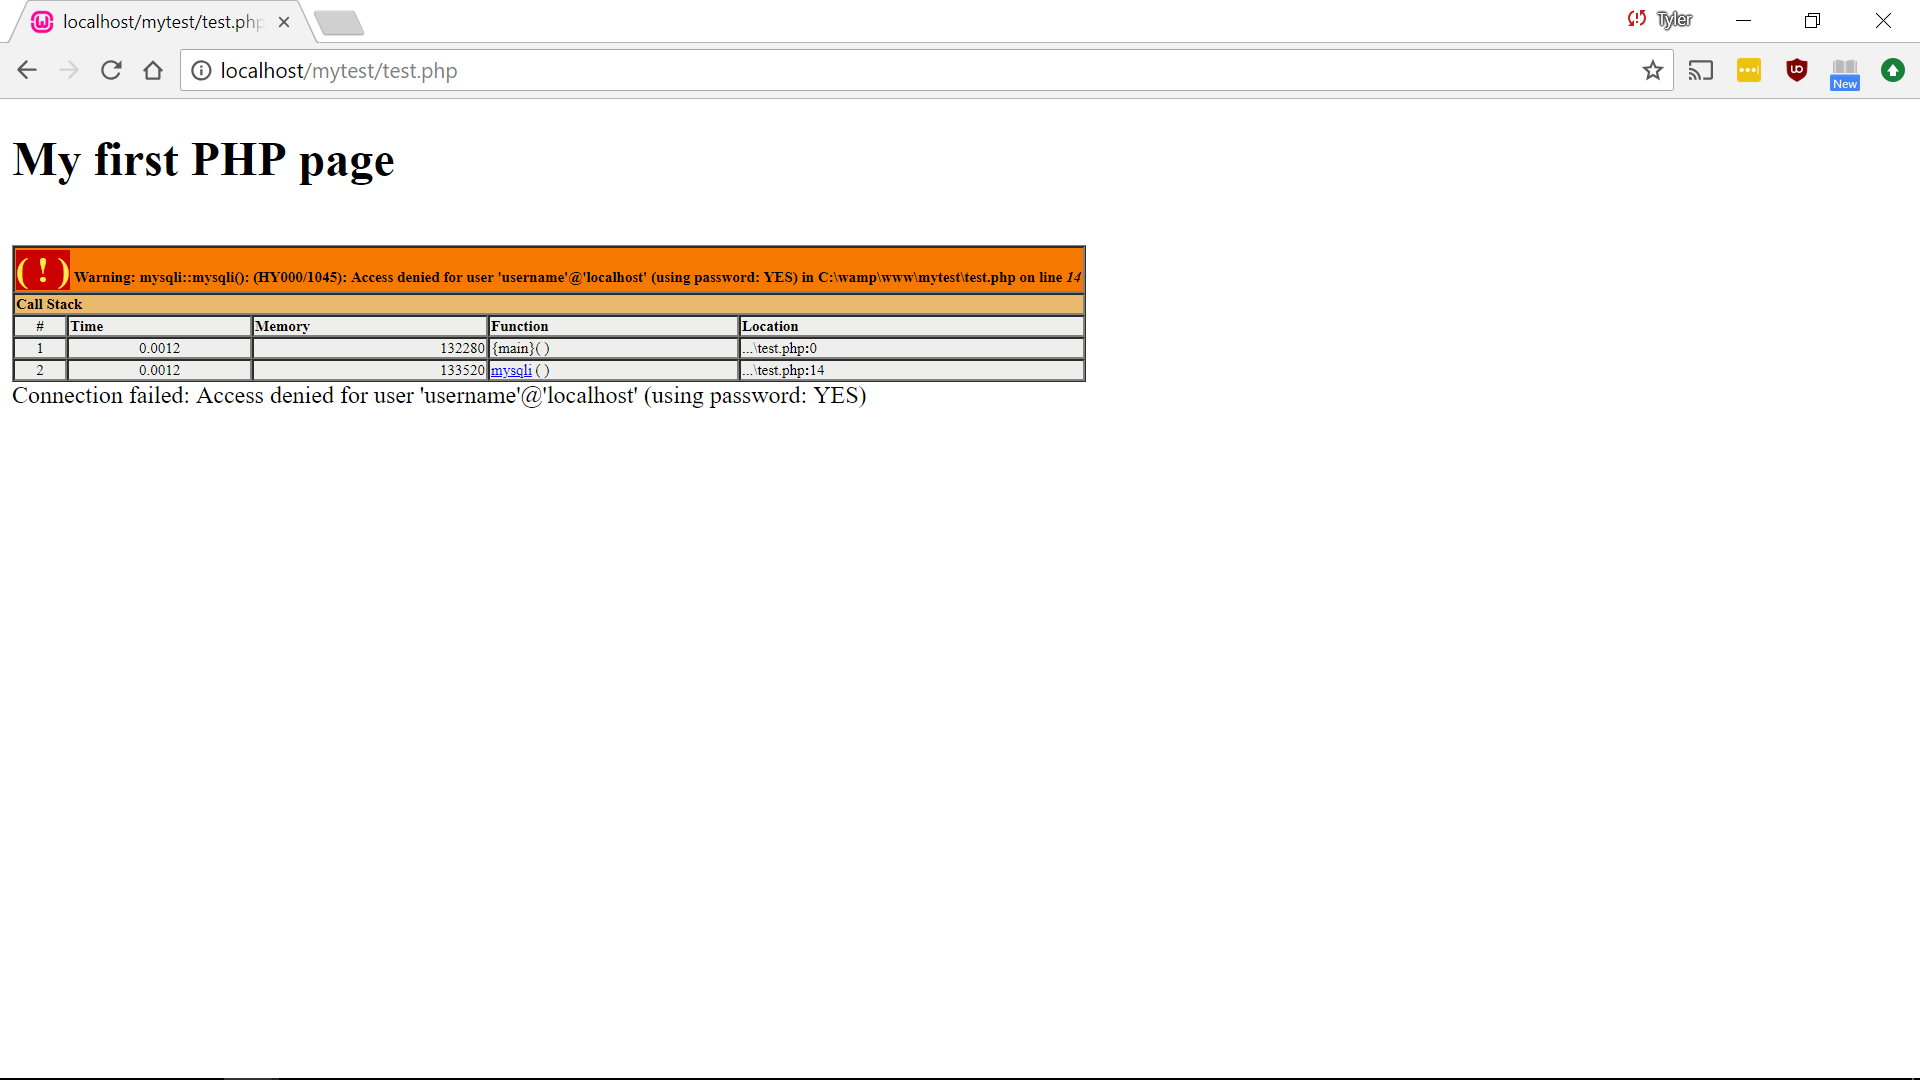 localhost/mytest/test.php
Tyler
localhost/mytest/test.php
New
My first PHP page
( ! ) Warning: mysqli::mysqli(): (HY000/1045): Access denied for user 'username'@'localhost' (using password: YES) in C:\wamp\www\mytest\test.php on line 14
Call Stack
# Time Memory Function Location
1 0.0012 132280 {main}( ) ...\test.php:0
2 0.0012 133520 mysqli ( ) ...\test.php:14
Connection failed: Access denied for user 'username'@'localhost' (using password: YES)